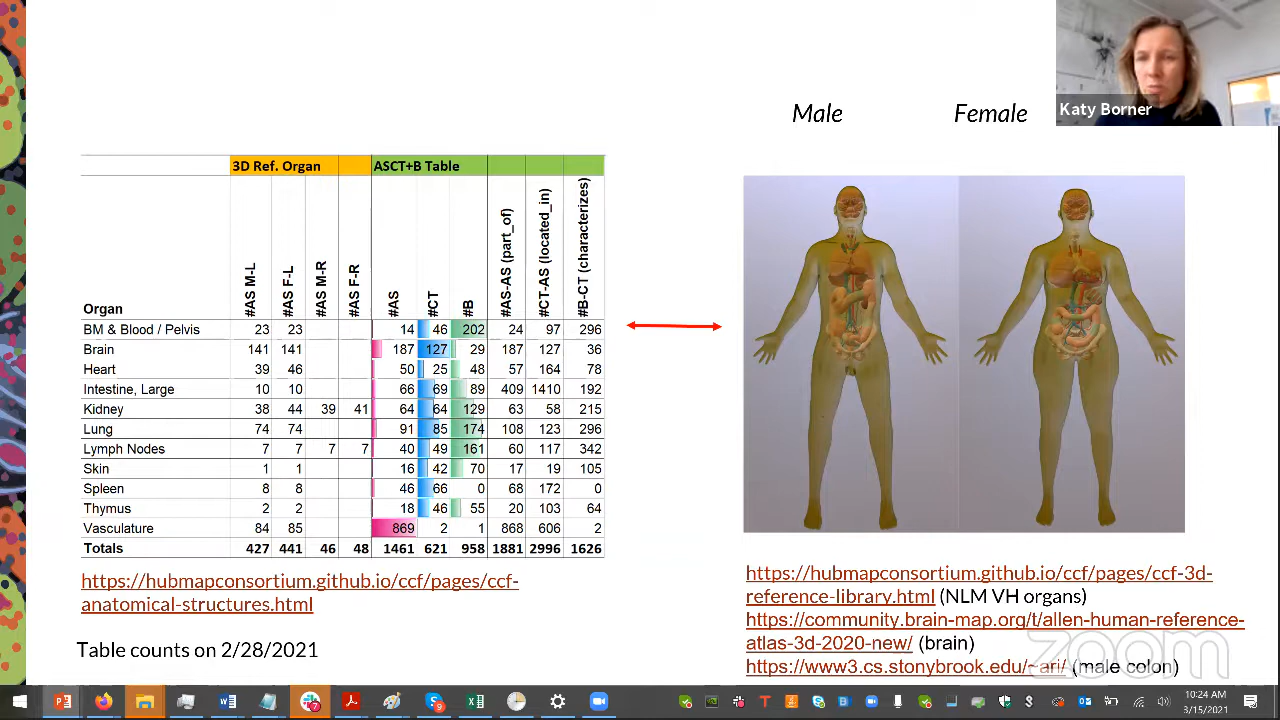 Male Female
Katy Borner
3D Ref. Organ ASCT+B Table
Organ #AS M-L #AS F-L #AS M-R #AS F-R #AS #CT #B #AS-AS (part_of) #CT-AS (located_in) #B-CT (characterizes)
BM & Blood / Pelvis 23 23 14 46 202 24 97 296
Brain 141 141 187 127 29 187 127 36
Heart 39 46 50 25 48 57 164 78
Intestine, Large 10 10 66 69 89 409 1410 192
Kidney 38 44 39 41 64 64 129 63 58 215
Lung 74 74 91 85 174 108 123 296
Lymph Nodes 7 7 7 7 40 49 161 60 117 342
Skin 1 1 16 42 70 17 19 105
Spleen 8 8 46 66 0 68 172 0
Thymus 2 2 18 46 55 20 103 64
Vasculature 84 85 869 2 1 868 606 2
Totals 427 441 46 48 1461 621 958 1881 2996 1626
https://hubmapconsortium.github.io/ccf/pages/ccf-
anatomical-structures.html
Table counts on 2/28/2021
https://hubmapconsortium.github.io/ccf/pages/ccf-3d-
reference-library.html (NLM VH organs)
https://community.brain-map.org/t/allen-human-reference-
atlas-3d-2020-new/ (brain)
https://www3.cs.stonybrook.edu/~ari/ (male colon)
zoom
10:24 AM
3/15/2021